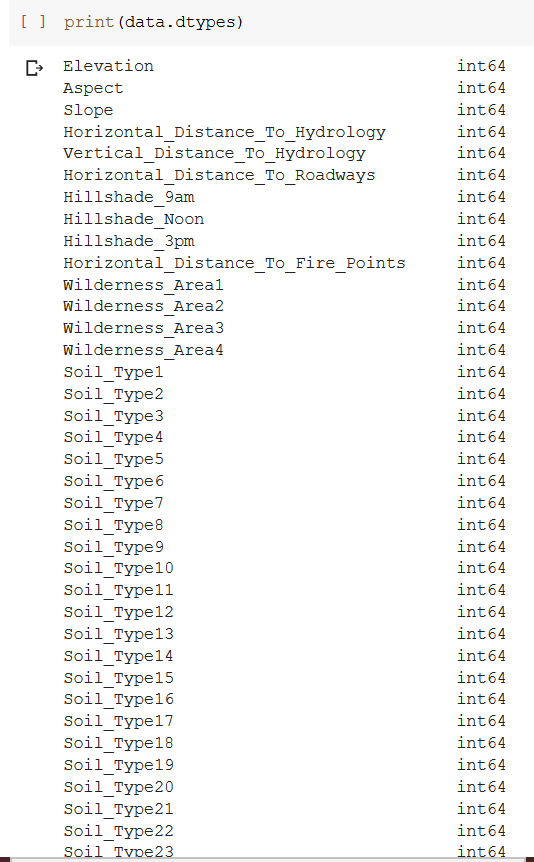 [ ] print(data.dtypes)
Elevation int64
Aspect int64
Slope int64
Horizontal_Distance_To_Hydrology int64
Vertical_Distance_To_Hydrology int64
Horizontal_Distance_To_Roadways int64
Hillshade_9am int64
Hillshade_Noon int64
Hillshade_3pm int64
Horizontal_Distance_To_Fire_Points int64
Wilderness_Area1 int64
Wilderness_Area2 int64
Wilderness_Area3 int64
Wilderness_Area4 int64
Soil_Type1 int64
Soil_Type2 int64
Soil_Type3 int64
Soil_Type4 int64
Soil_Type5 int64
Soil_Type6 int64
Soil_Type7 int64
Soil_Type8 int64
Soil_Type9 int64
Soil_Type10 int64
Soil_Type11 int64
Soil_Type12 int64
Soil_Type13 int64
Soil_Type14 int64
Soil_Type15 int64
Soil_Type16 int64
Soil_Type17 int64
Soil_Type18 int64
Soil_Type19 int64
Soil_Type20 int64
Soil_Type21 int64
Soil_Type22 int64
Soil_Type23 int64